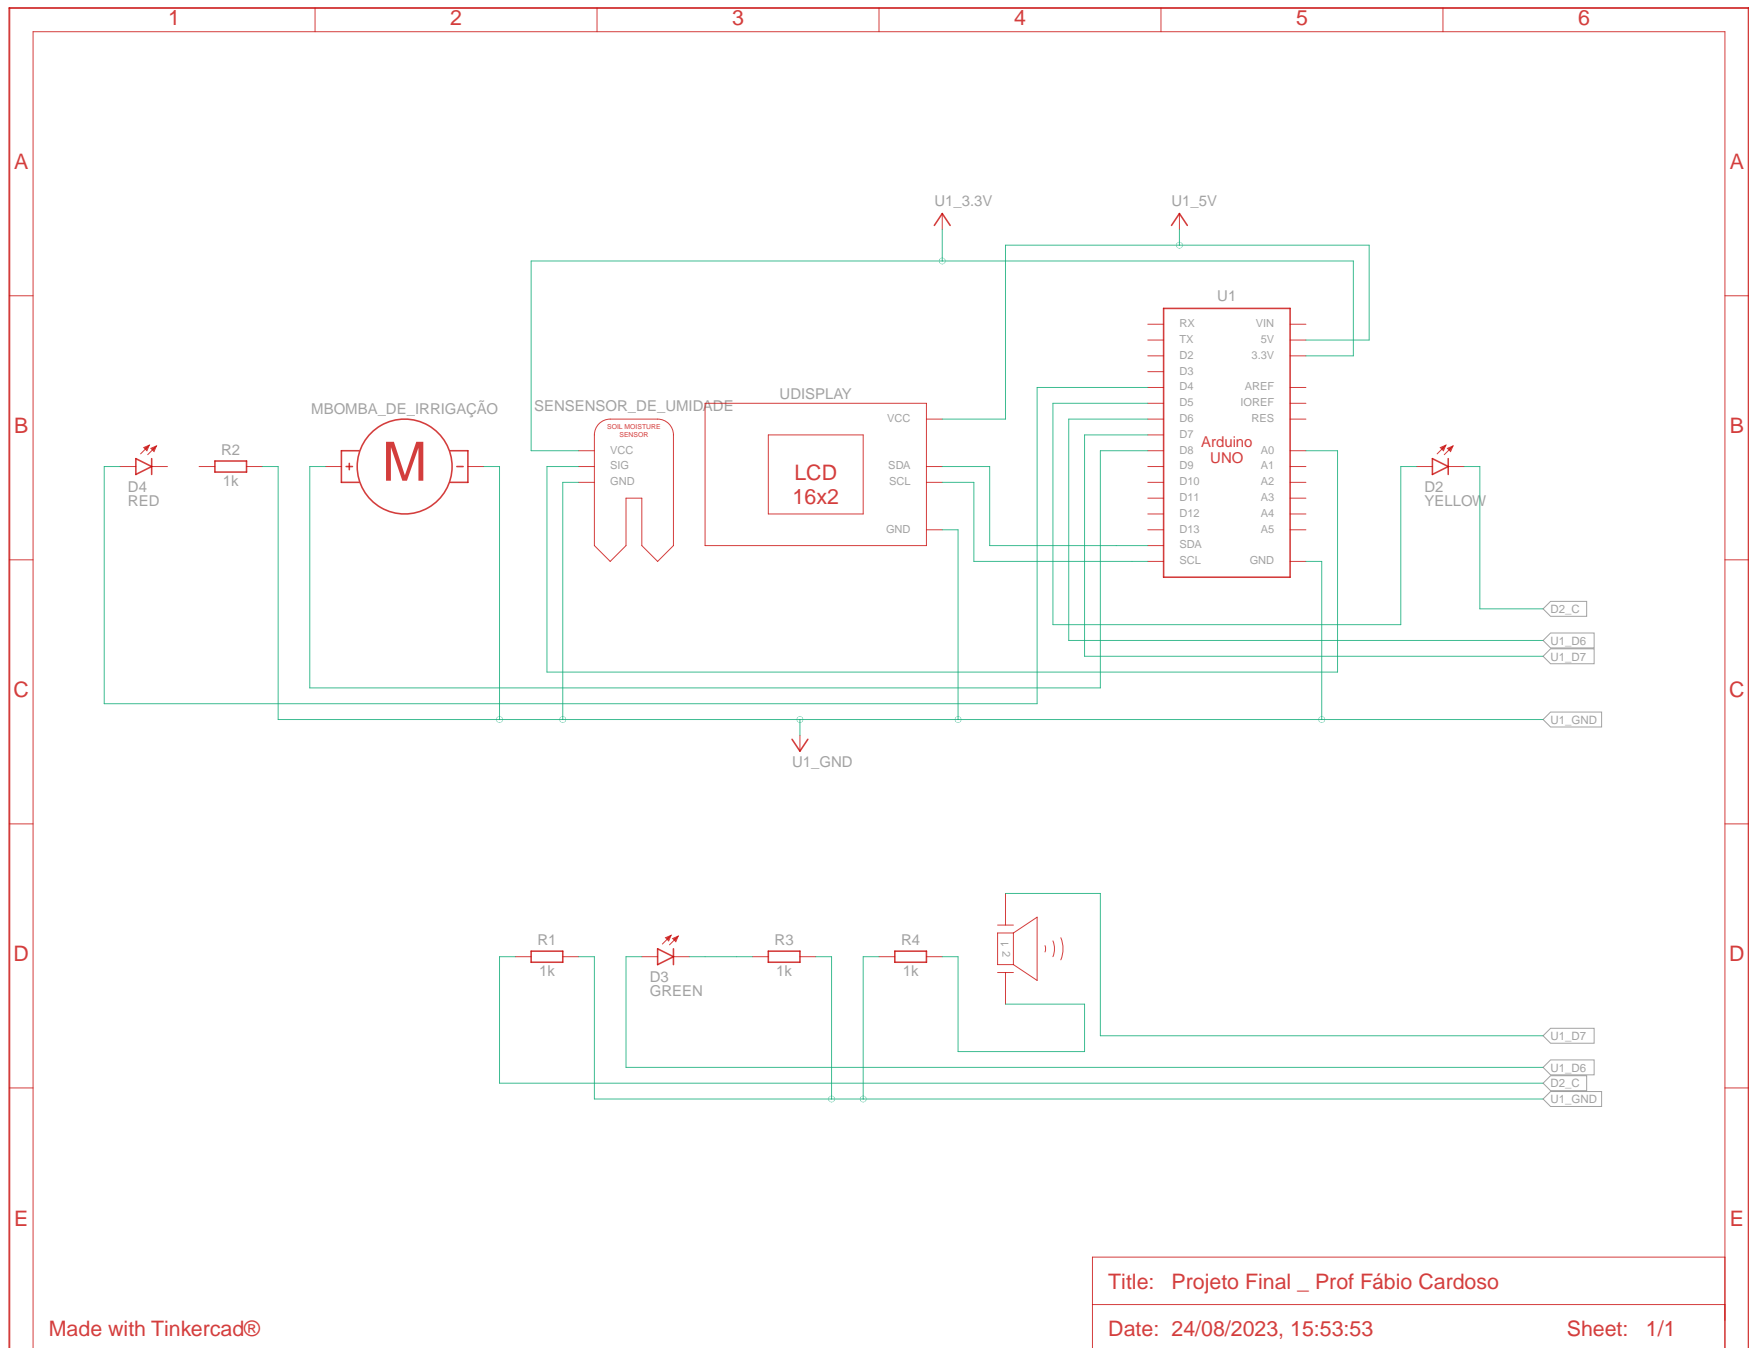 1 2 3 4 5 6
A A
U1_3.3V U1_5V
U1
RX VIN
TX 5V
D2 3.3V
D3
D4 AREF
D5 IOREF
D6 RES
D7
Arduino
UNO
D8 A0
D9 A1
D10 A2
D11 A3
D12 A4
D13 A5
SDA
SCL GND
B B
MBOMBA_DE_IRRIGAÇÃO
SENSENSOR_DE_UMIDADE
UDISPLAY
SOIL MOISTURE
SENSOR
VCC
SIG
GND
VCC
LCD
16x2
SDA
SCL
GND
D4
RED
R2
1k
+ M -
D2
YELLOW
D2_C
U1_D6
U1_D7
C C
U1_GND
U1_GND
D D
R1
1k
D3
GREEN
R3
1k
R4
1k
1 2
U1_D7
U1_D6
D2_C
U1_GND
E E
Title: Projeto Final _ Prof Fábio Cardoso
Made with Tinkercad®
Date: 24/08/2023, 15:53:53 Sheet: 1/1